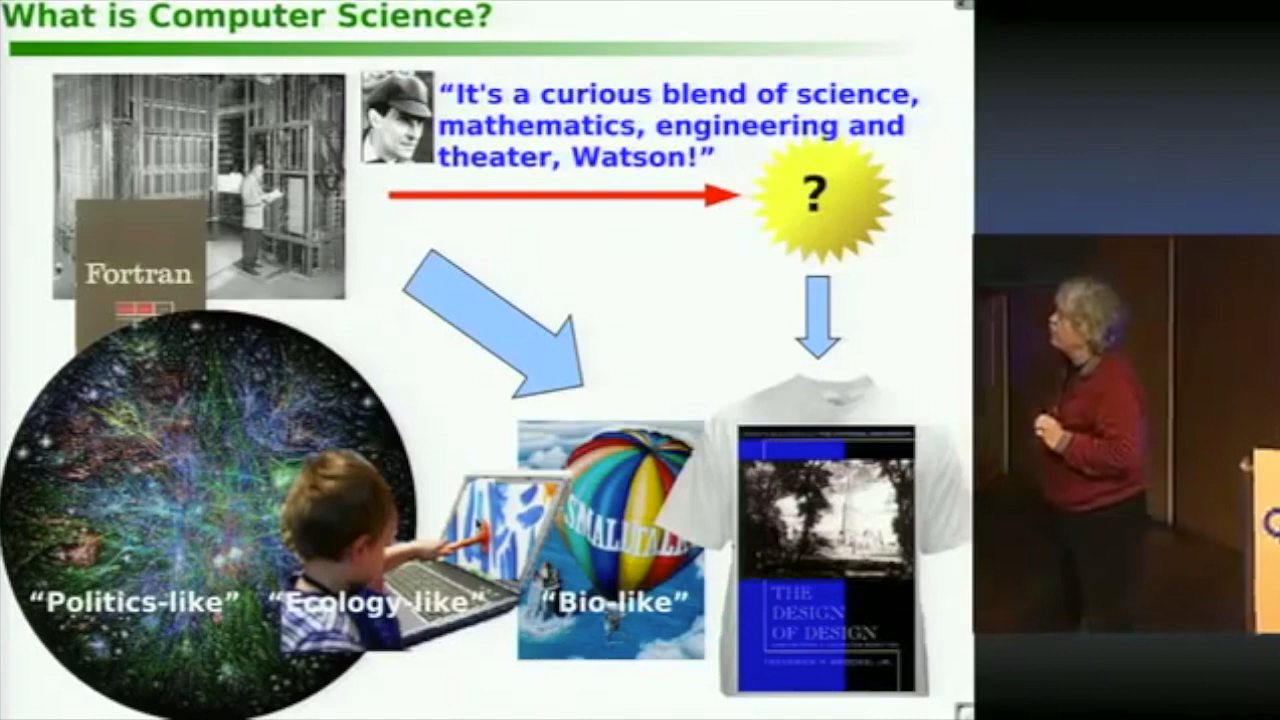 What is Computer Science?
“It's a curious blend of science,
mathematics, engineering and
theater, Watson!”
?
Fortran
SMALLTALK
“Politics-like” “Ecology-like” “Bio-like”
THE
DESIGN
OF DESIGN